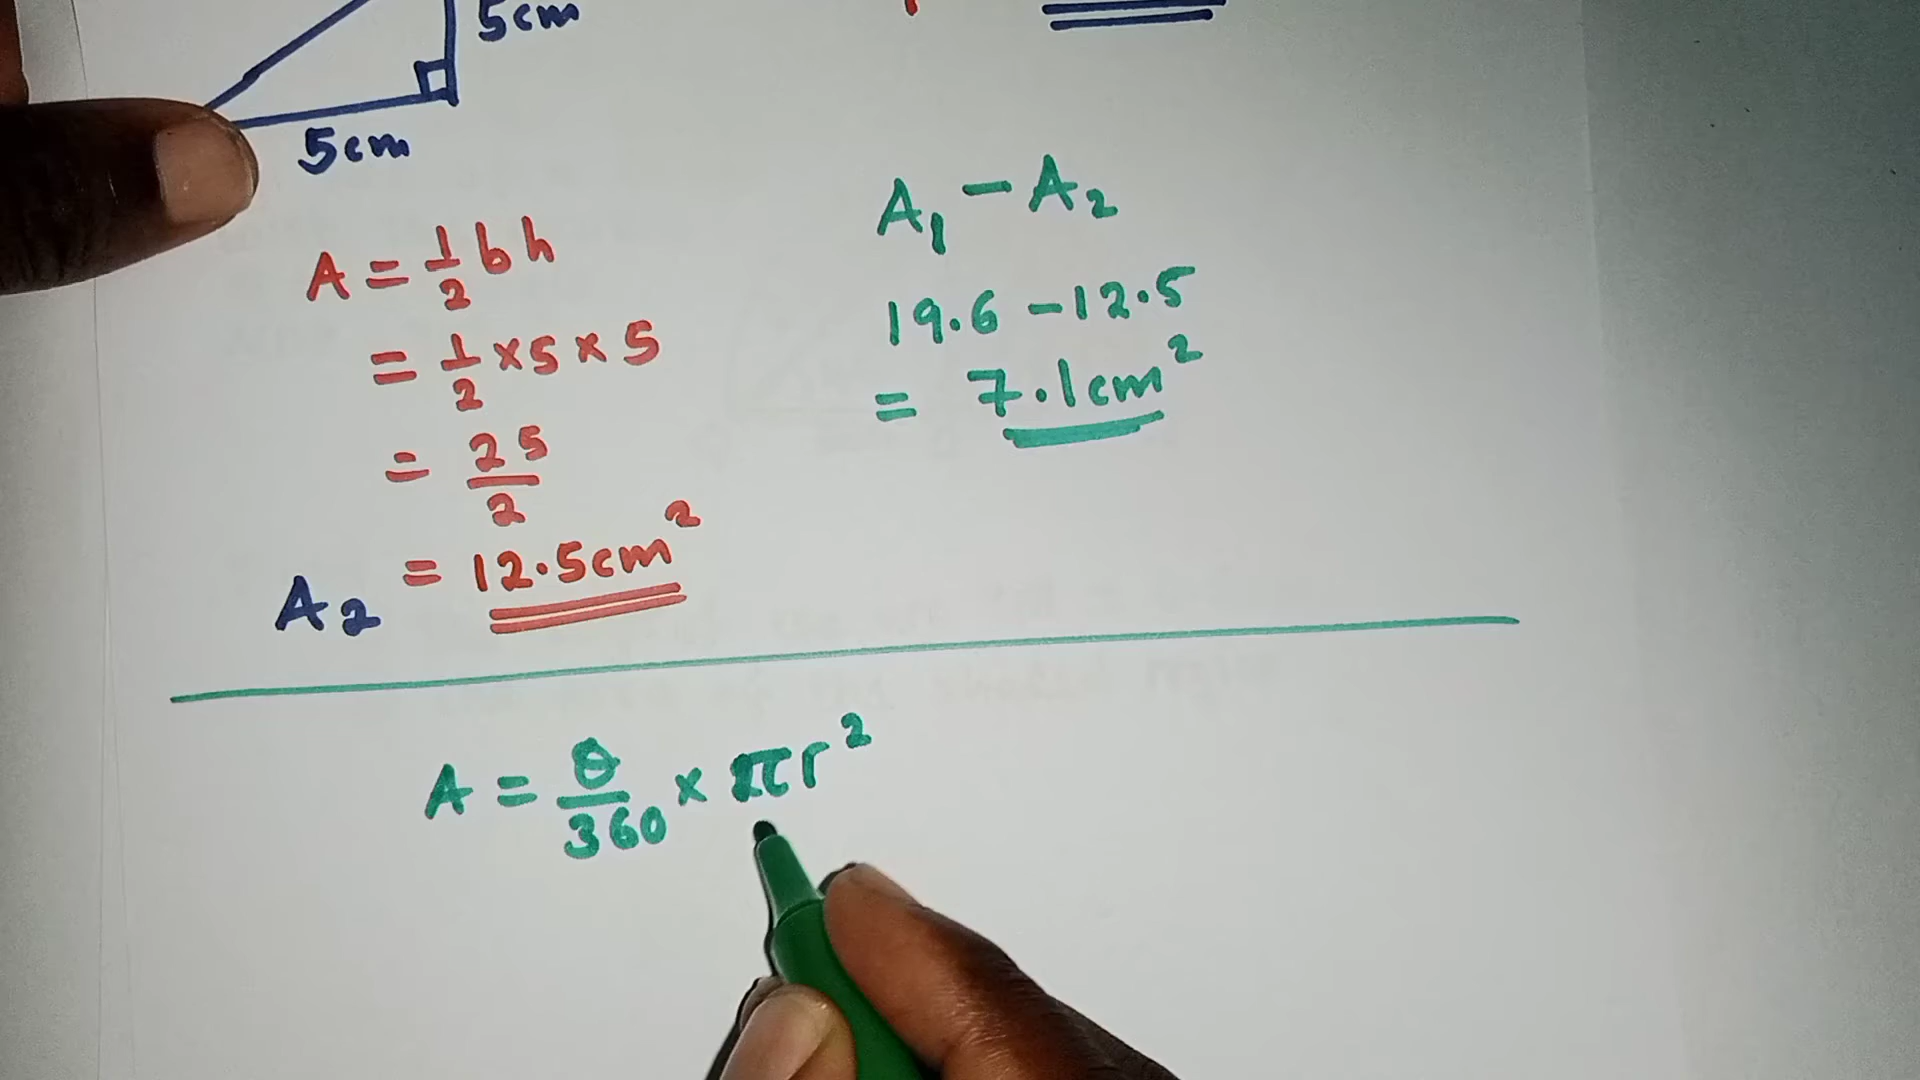 5cm
5cm
A = 1/2 bh
= 1/2 × 5 × 5
= 25/2
A₂ = 12.5cm²
A₁ - A₂
19.6 - 12.5
= 7.1cm²
A = θ/360 × πr²